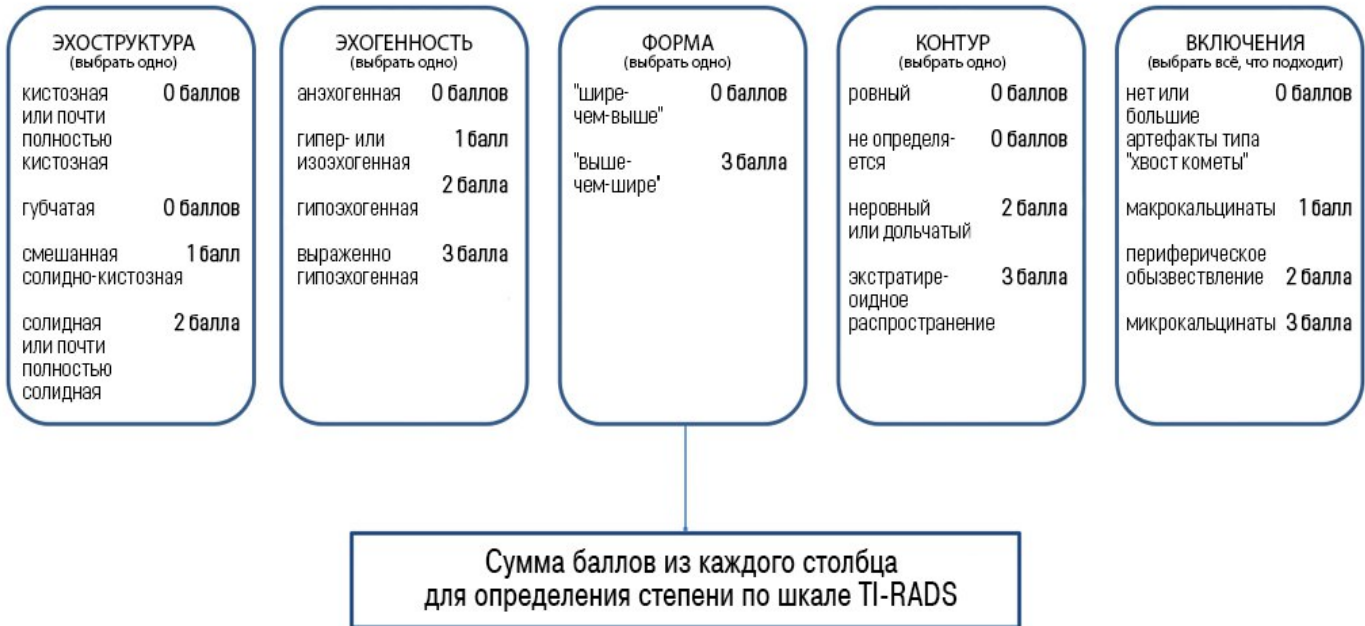 ЭХОСТРУКТУРА
(выбрать одно)
кистозная 0 баллов
или почти
полностью
кистозная
губчатая 0 баллов
смешанная 1 балл
солидно-кистозная
солидная 2 балла
или почти
полностью
солидная
ЭХОГЕННОСТЬ
(выбрать одно)
анэхогенная 0 баллов
гипер- или 1 балл
изоэхогенная
2 балла
гипоэхогенная
выраженно 3 балла
гипоэхогенная
ФОРМА
(выбрать одно)
"шире- 0 баллов
чем-выше"
"выше- 3 балла
чем-шире"
КОНТУР
(выбрать одно)
ровный 0 баллов
не определя- 0 баллов
ется
неровный 2 балла
или дольчатый
экстратире- 3 балла
оидное
распространение
ВКЛЮЧЕНИЯ
(выбрать всё, что подходит)
нет или 0 баллов
большие
артефакты типа
"хвост кометы"
макрокальцинаты 1 балл
периферическое
обызвествление 2 балла
микрокальцинаты 3 балла
Сумма баллов из каждого столбца
для определения степени по шкале TI-RADS